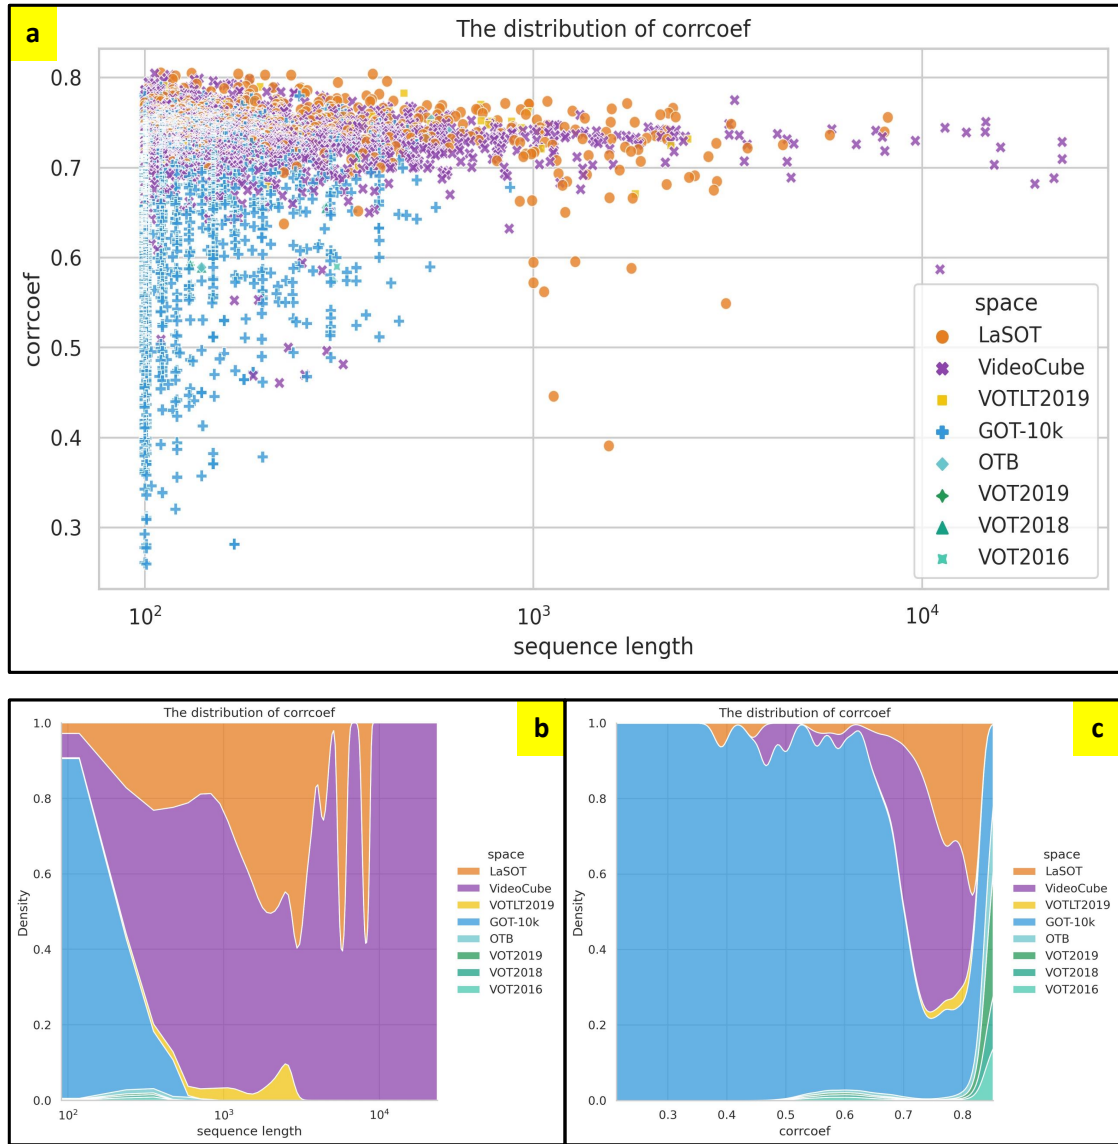 a
The distribution of corrcoef
0.8
0.7
0.6
0.5
0.4
0.3
corrcoef
10²
10³
10⁴
sequence length
space
LaSOT
VideoCube
VOTLT2019
GOT-10k
OTB
VOT2019
VOT2018
VOT2016
b
The distribution of corrcoef
1.0
0.8
0.6
0.4
0.2
0.0
Density
10²
10³
10⁴
sequence length
space
LaSOT
VideoCube
VOTLT2019
GOT-10k
OTB
VOT2019
VOT2018
VOT2016
c
The distribution of corrcoef
1.0
0.8
0.6
0.4
0.2
0.0
Density
0.3
0.4
0.5
0.6
0.7
0.8
corrcoef
space
LaSOT
VideoCube
VOTLT2019
GOT-10k
OTB
VOT2019
VOT2018
VOT2016